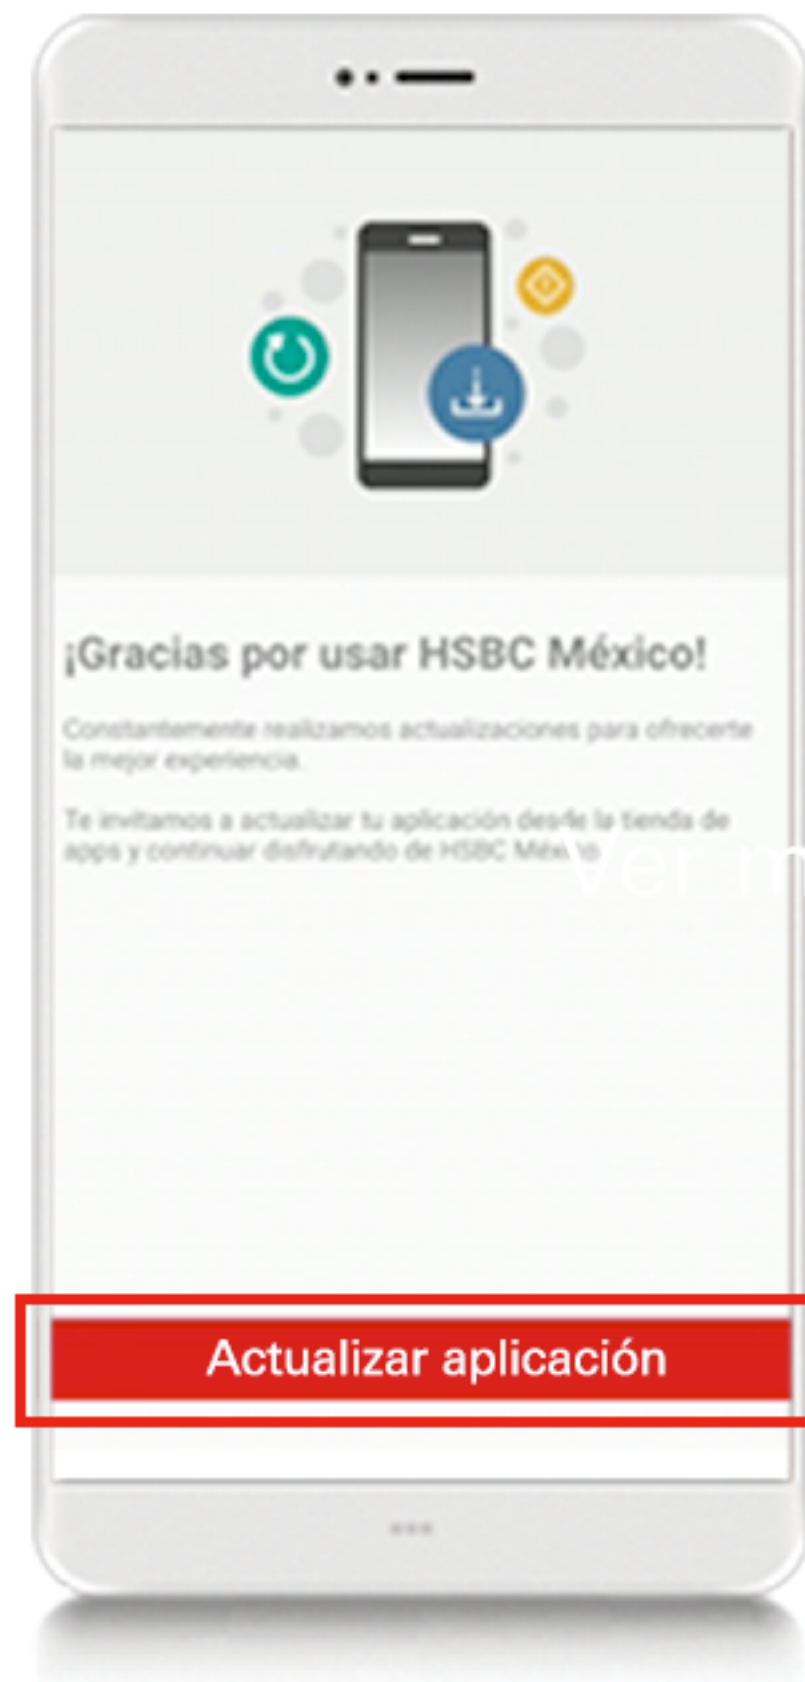 ¡Gracias por usar HSBC México!
Constantemente realizamos actualizaciones para ofrecerte
la mejor experiencia.
Te invitamos a actualizar tu aplicación desde la tienda de
apps y continuar disfrutando de HSBC México
Ver m
Actualizar aplicación